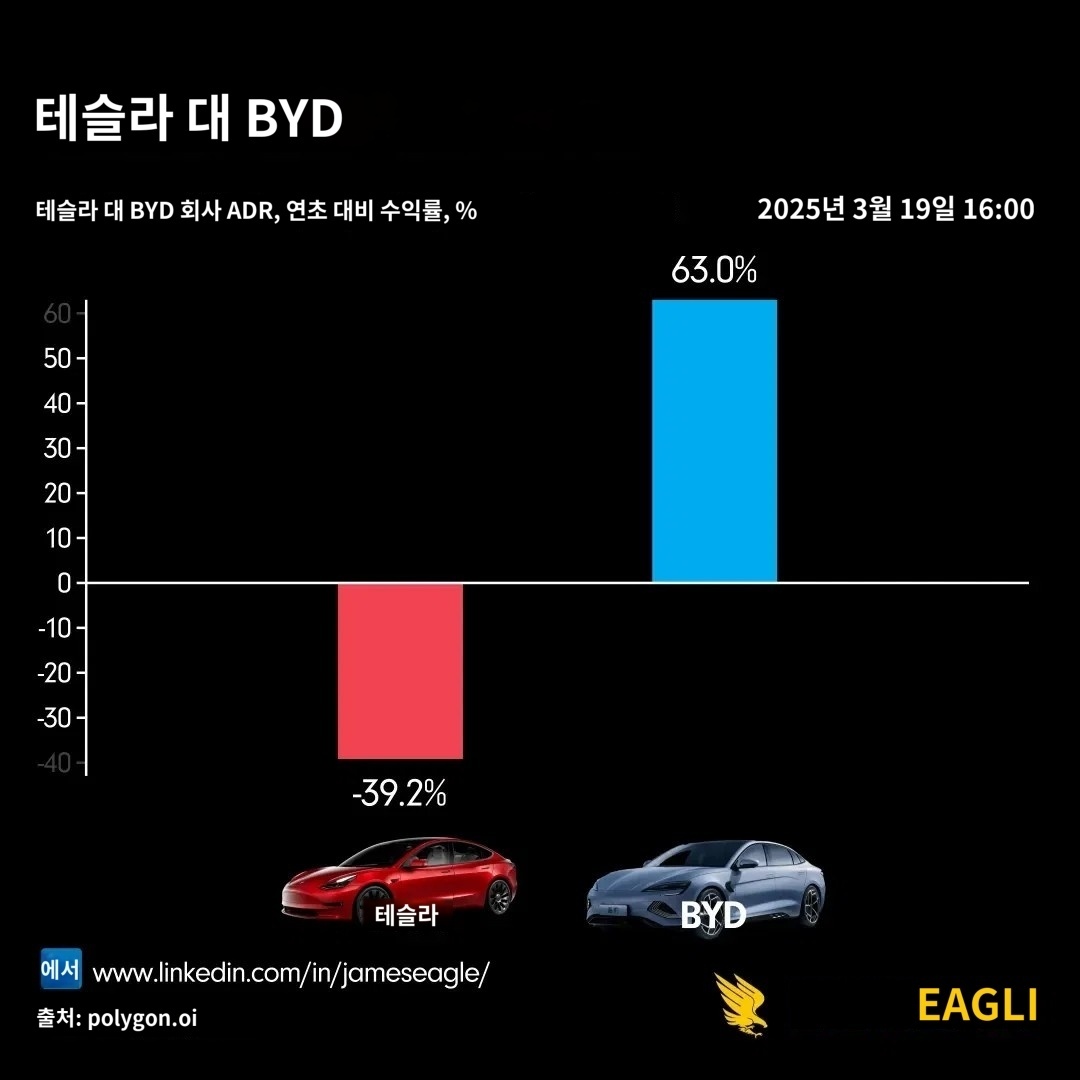 테슬라 대 BYD
테슬라 대 BYD 회사 ADR, 연초 대비 수익률, %
2025년 3월 19일 16:00
63.0%
60
50
40
30
20
10
0
-10
-20
-30
-40
-39.2%
테슬라
BYD
에서 www.linkedin.com/in/jameseagle/
출처: polygon.oi
EAGLI